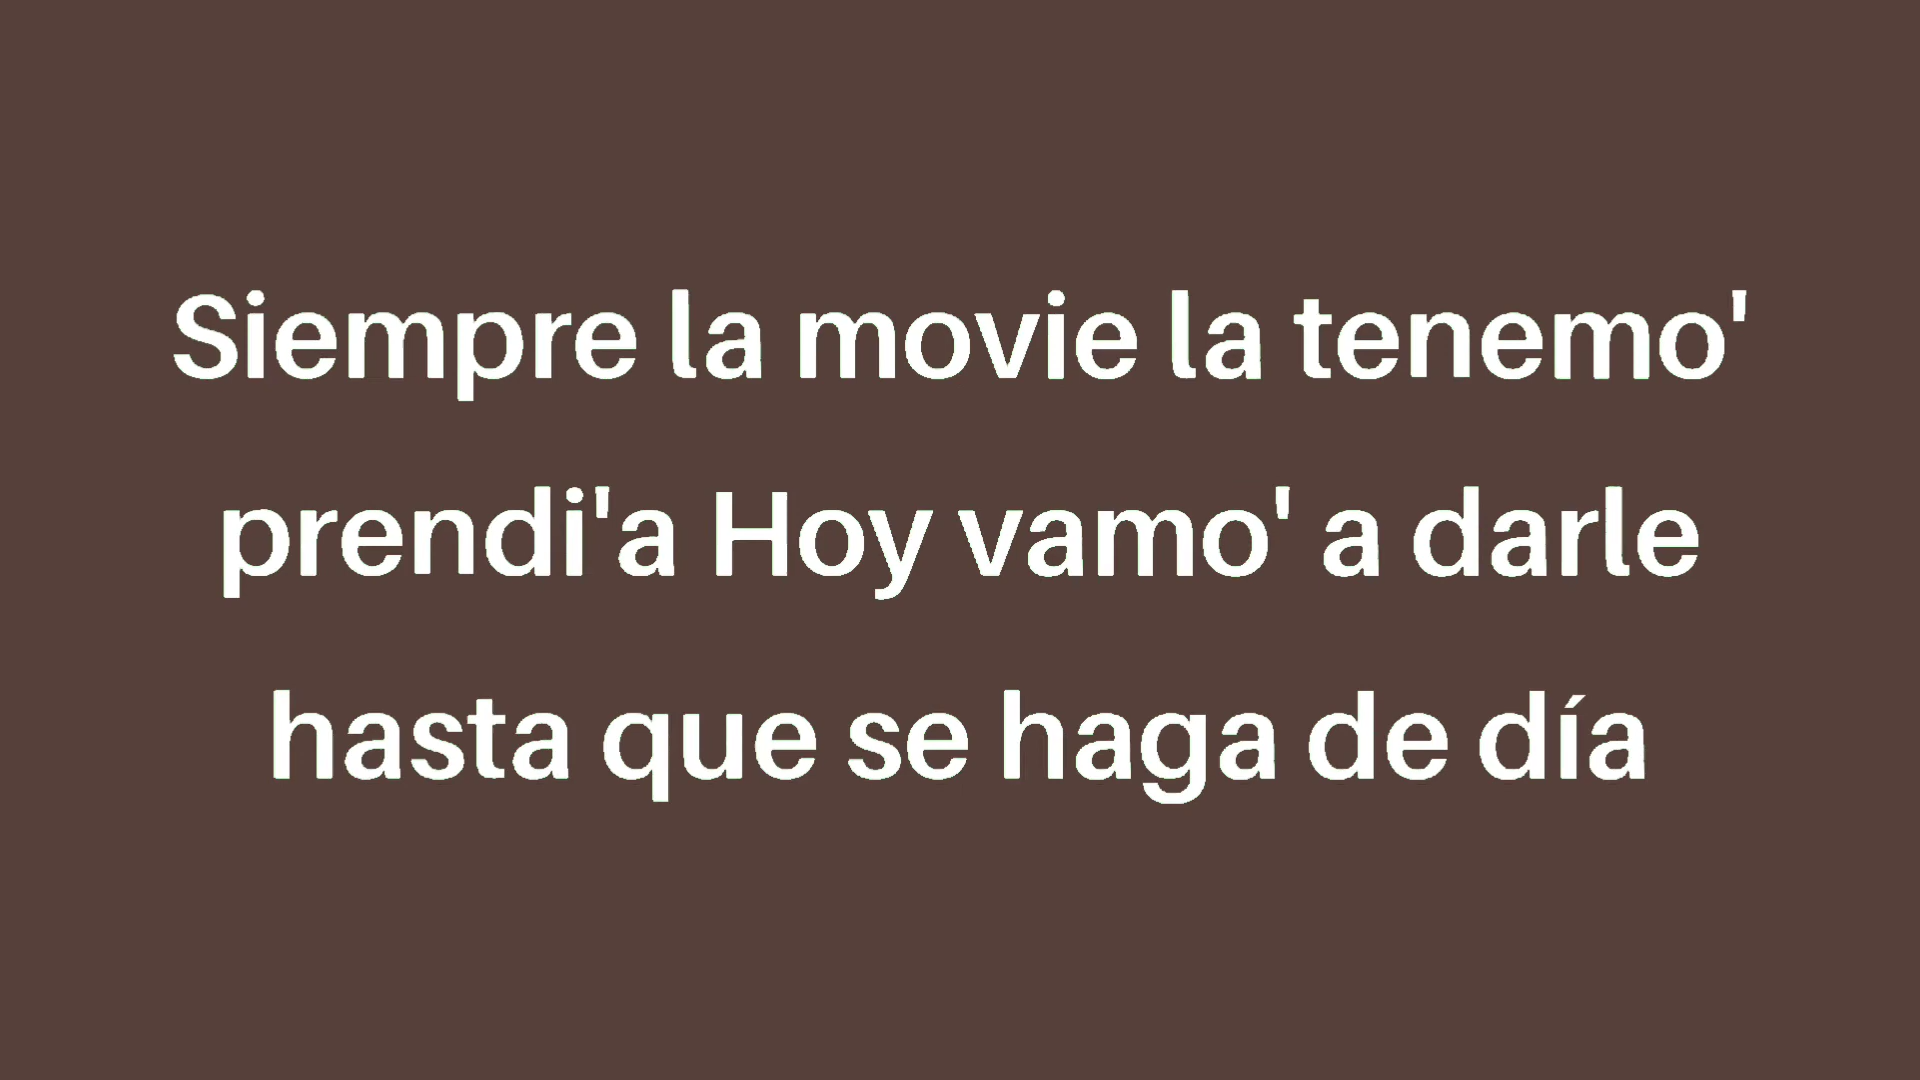 Siempre la movie la tenemo'
prendi'a Hoy vamo' a darle
hasta que se haga de día